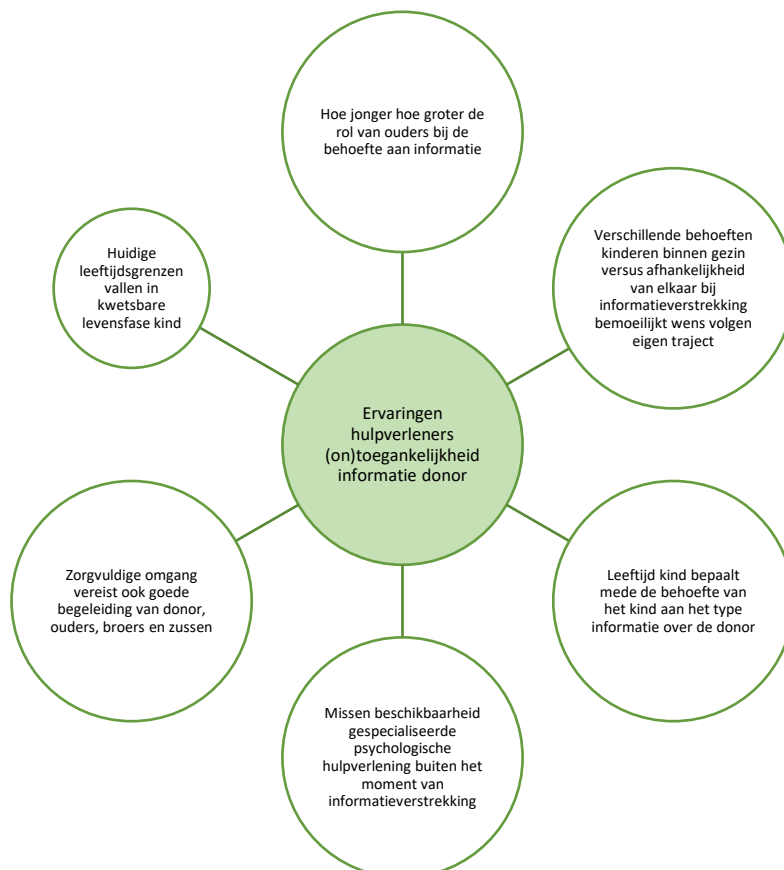 Hoe jonger hoe groter de
rol van ouders bij de
behoefte aan informatie
Verschillende behoeften
kinderen binnen gezin
versus afhankelijkheid
van elkaar bij
informatieverstrekking
bemoeilijkt wens volgen
eigen traject
Huidige
leeftijdsgrenzen
vallen in
kwetsbare
levensfase kind
Ervaringen
hulpverleners
(on)toegankelijkheid
informatie donor
Zorgvuldige omgang
vereist ook goede
begeleiding van donor,
ouders, broers en zussen
Leeftijd kind bepaalt
mede de behoefte van
het kind aan het type
informatie over de donor
Missen beschikbaarheid
gespecialiseerde
psychologische
hulpverlening buiten het
moment van
informatieverstrekking